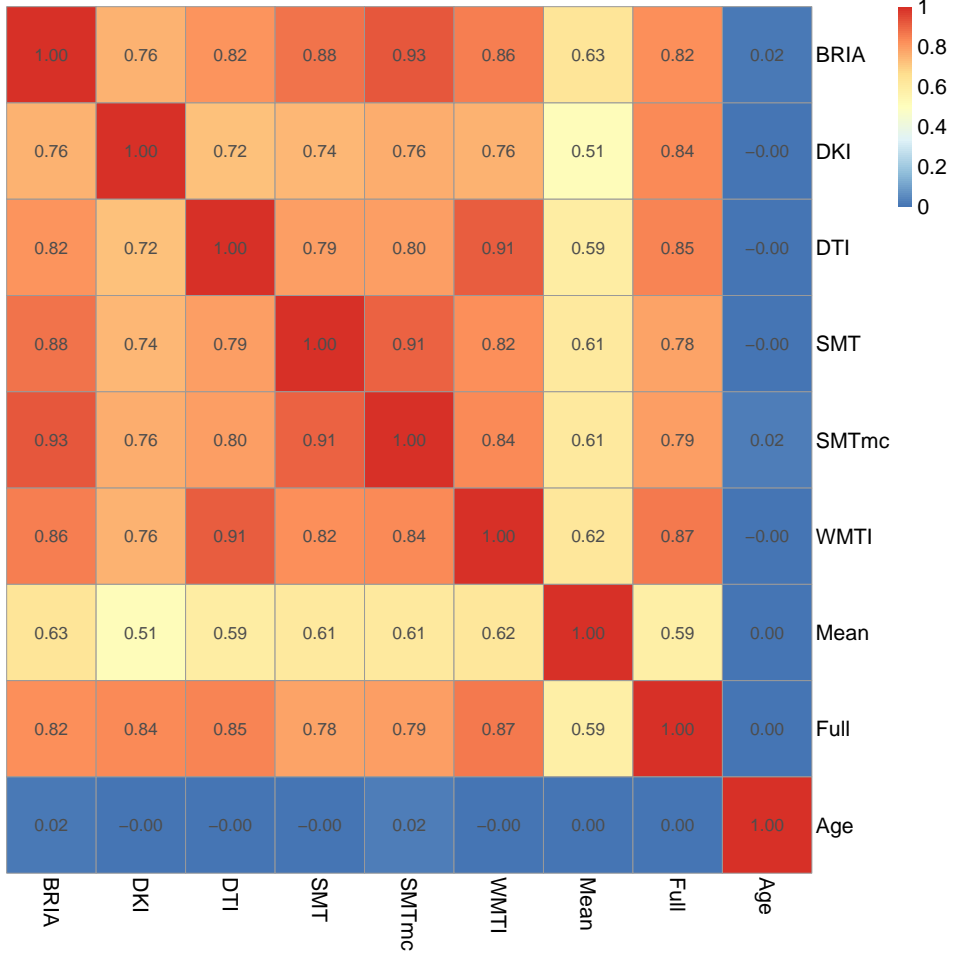 1
0.8
0.6
0.4
0.2
0
1.00 0.76 0.82 0.88 0.93 0.86 0.63 0.82 0.02 BRIA
0.76 1.00 0.72 0.74 0.76 0.76 0.51 0.84 −0.00 DKI
0.82 0.72 1.00 0.79 0.80 0.91 0.59 0.85 −0.00 DTI
0.88 0.74 0.79 1.00 0.91 0.82 0.61 0.78 −0.00 SMT
0.93 0.76 0.80 0.91 1.00 0.84 0.61 0.79 0.02 SMTmc
0.86 0.76 0.91 0.82 0.84 1.00 0.62 0.87 −0.00 WMTI
0.63 0.51 0.59 0.61 0.61 0.62 1.00 0.59 0.00 Mean
0.82 0.84 0.85 0.78 0.79 0.87 0.59 1.00 0.00 Full
0.02 −0.00 −0.00 −0.00 0.02 −0.00 0.00 0.00 1.00 Age
BRIA DKI DTI SMT SMTmc WMTI Mean Full Age